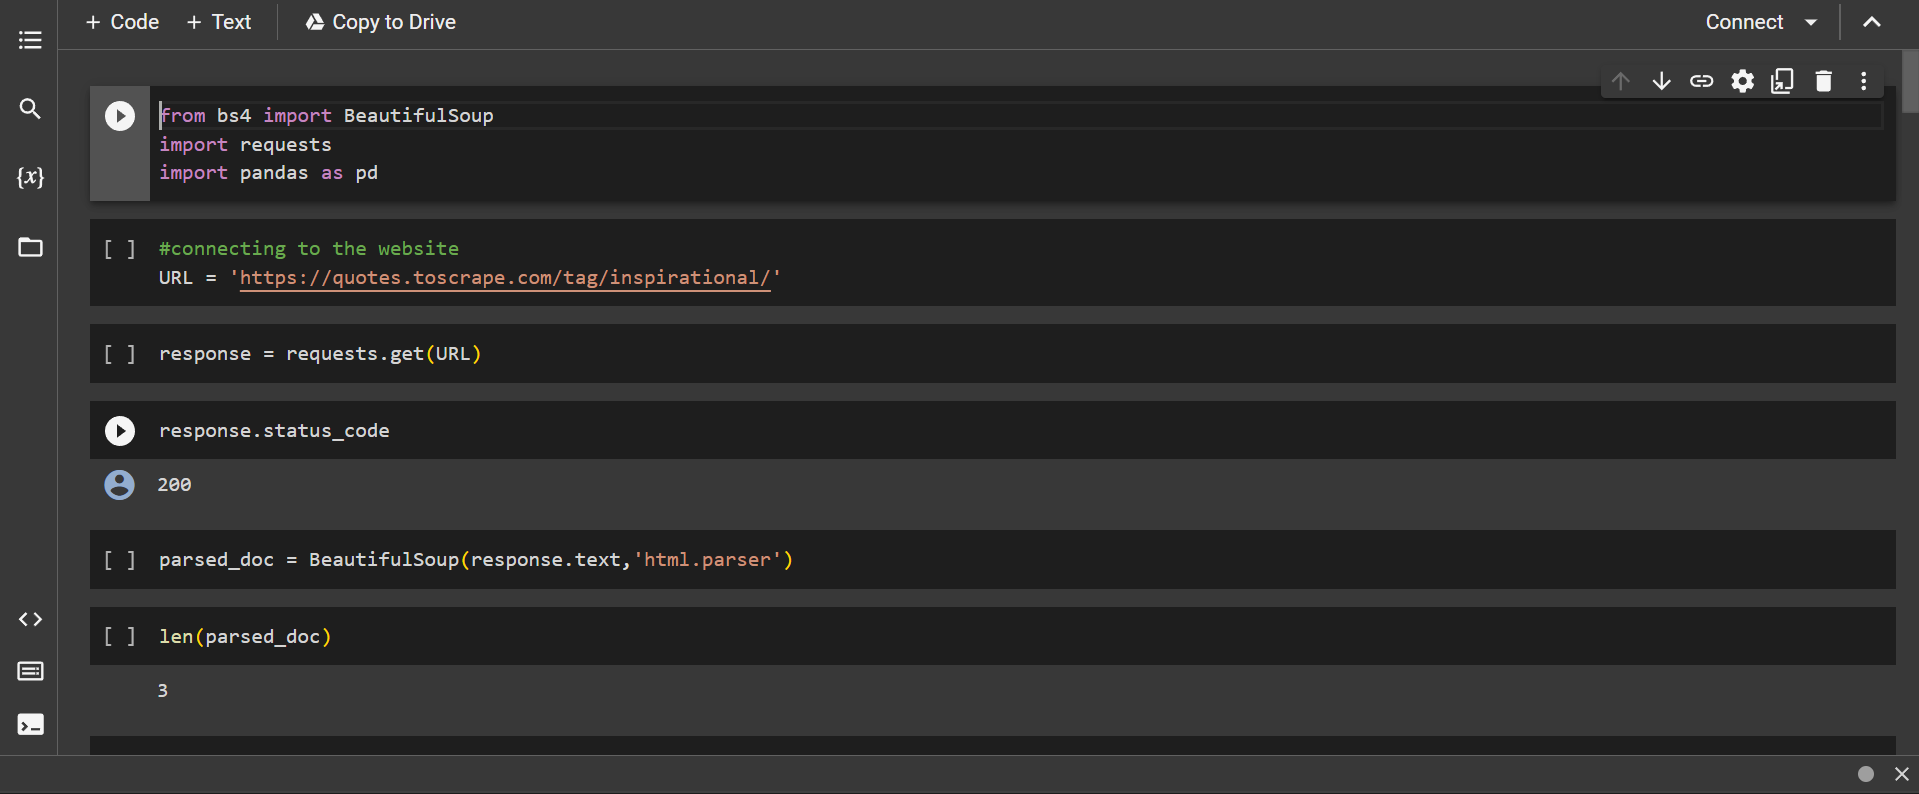 + Code + Text Copy to Drive Connect
from bs4 import BeautifulSoup
import requests
import pandas as pd
{x}
[ ] #connecting to the website
URL = 'https://quotes.toscrape.com/tag/inspirational/'
[ ] response = requests.get(URL)
response.status_code
200
[ ] parsed_doc = BeautifulSoup(response.text,'html.parser')
[ ] len(parsed_doc)
3